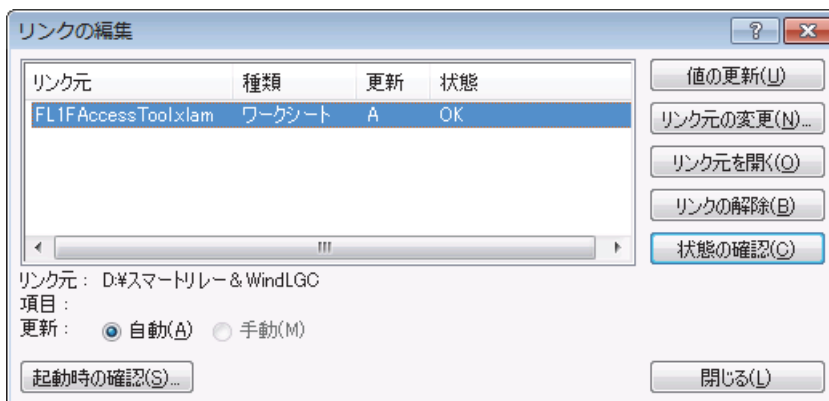 リンクの編集
リンク元 種類 更新 状態
FL1FAccessTool.xlam ワークシート A OK
値の更新(U)
リンク元の変更(N)...
リンク元を開く(O)
リンクの解除(B)
状態の確認(C)
リンク元: D:¥スマートリレー & WindLGC
項目:
更新: 自動(A) 手動(M)
起動時の確認(S)... 閉じる(L)